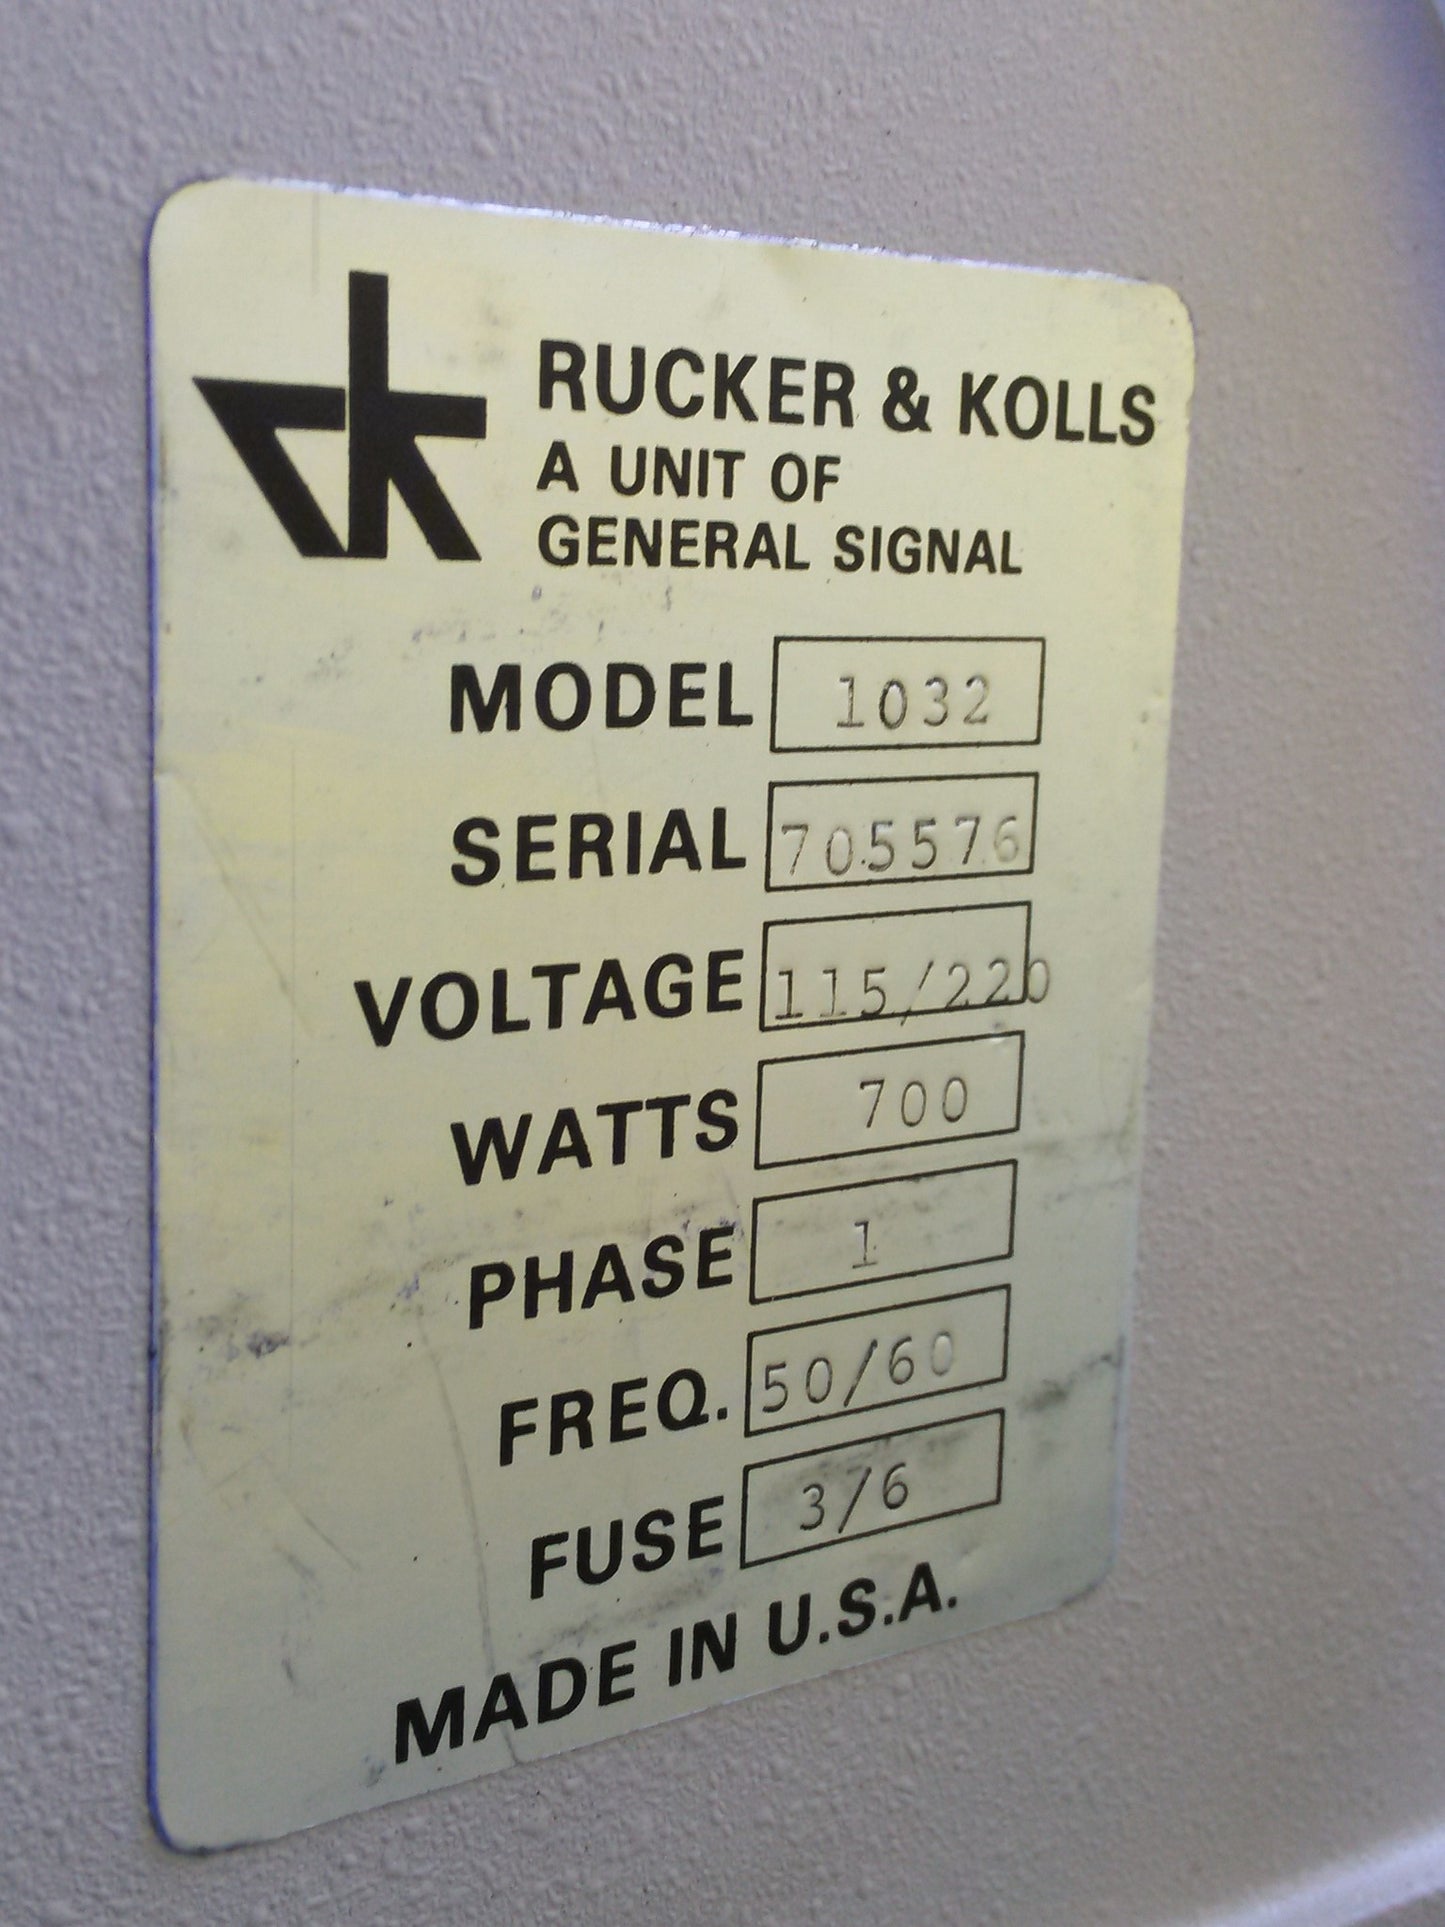 rk
RUCKER & KOLLS
A UNIT OF
GENERAL SIGNAL
MODEL 1032
SERIAL 705576
VOLTAGE 115/220
WATTS 700
PHASE 1
FREQ. 50/60
FUSE 3/6
MADE IN U.S.A.